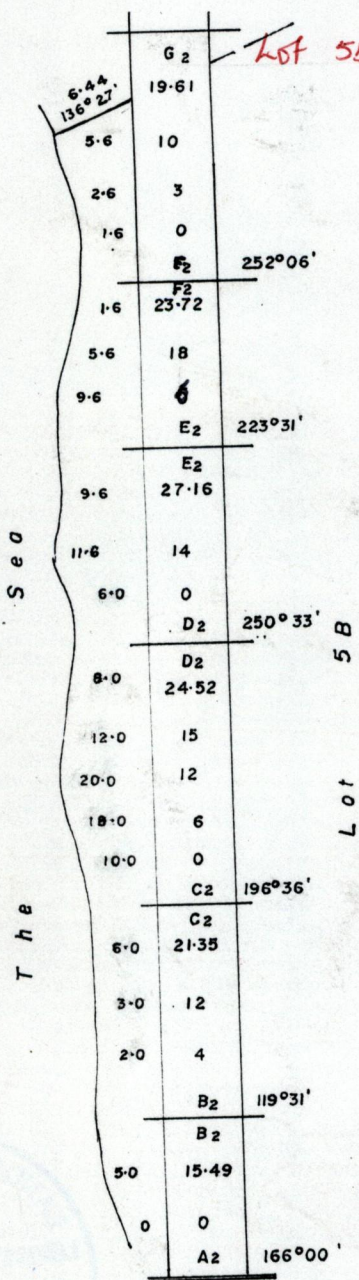 G2
Lot 5
6.44
136°27'
19.61
5.6 10
2.6 3
1.6 0
F2 252°06'
F2
1.6 23.72
5.6 18
9.6
E2 223°31'
E2
9.6 27.16
11.6 14
6.0 0
D2 250°33'
D2
8.0 24.52
12.0 15
20.0 12
18.0 6
10.0 0
C2 196°36'
C2
6.0 21.35
3.0 12
2.0 4
B2 119°31'
B2
5.0 15.49
0 0
A2 166°00'
The Sea
Lot 5B